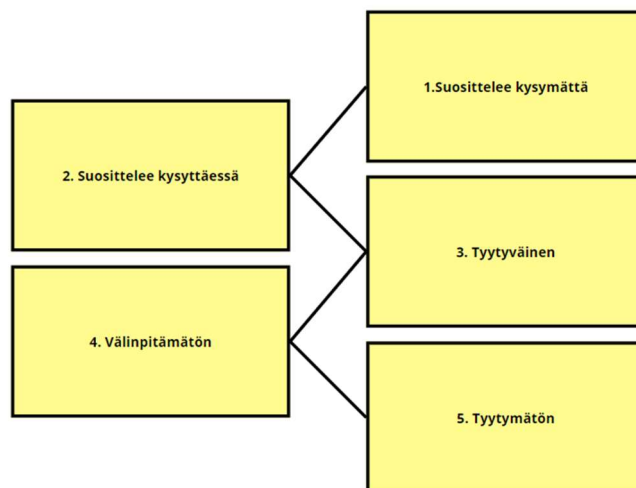 1.Suosittelee kysymättä
2. Suosittelee kysyttäessä
3. Tyytyväinen
4. Välinpitämätön
5. Tyytymätön